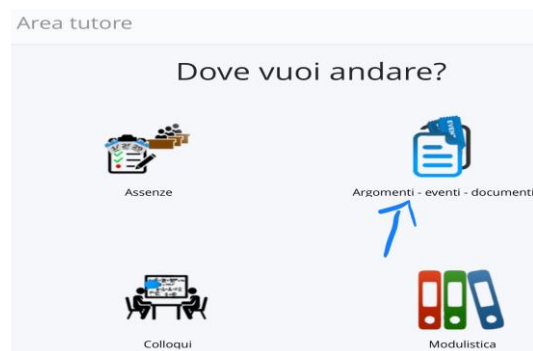 Area tutore
Dove vuoi andare?
Assenze
Argomenti - eventi - documenti
Colloqui
Modulistica